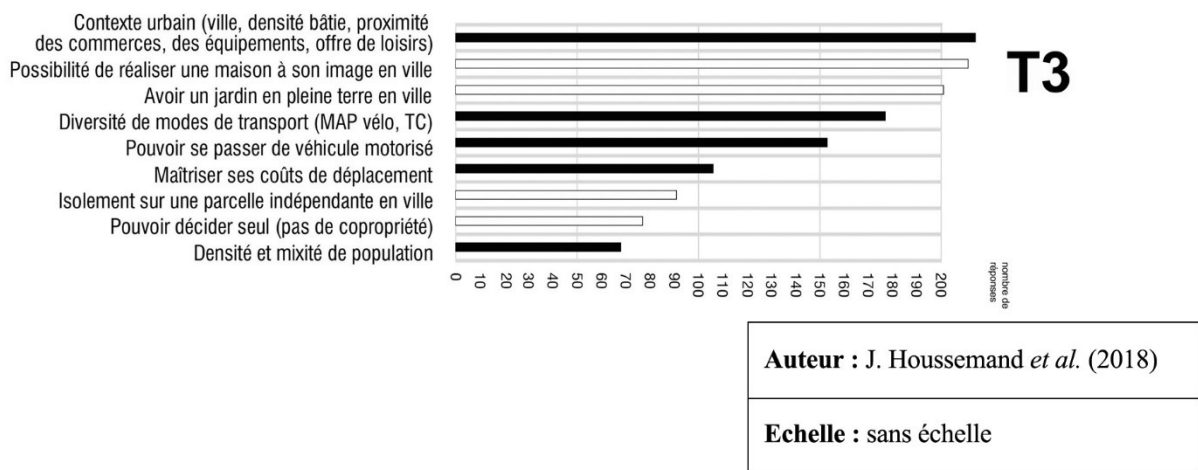 Contexte urbain (ville, densité bâtie, proximité
des commerces, des équipements, offre de loisirs)
Possibilité de réaliser une maison à son image en ville
Avoir un jardin en pleine terre en ville
Diversité de modes de transport (MAP vélo, TC)
Pouvoir se passer de véhicule motorisé
Maîtriser ses coûts de déplacement
Isolement sur une parcelle indépendante en ville
Pouvoir décider seul (pas de copropriété)
Densité et mixité de population
T3
0 10 20 30 40 50 60 70 80 90 100 110 120 130 140 150 160 170 180 190 200
nombre de
réponses
Auteur : J. Houssemand et al. (2018)
Echelle : sans échelle